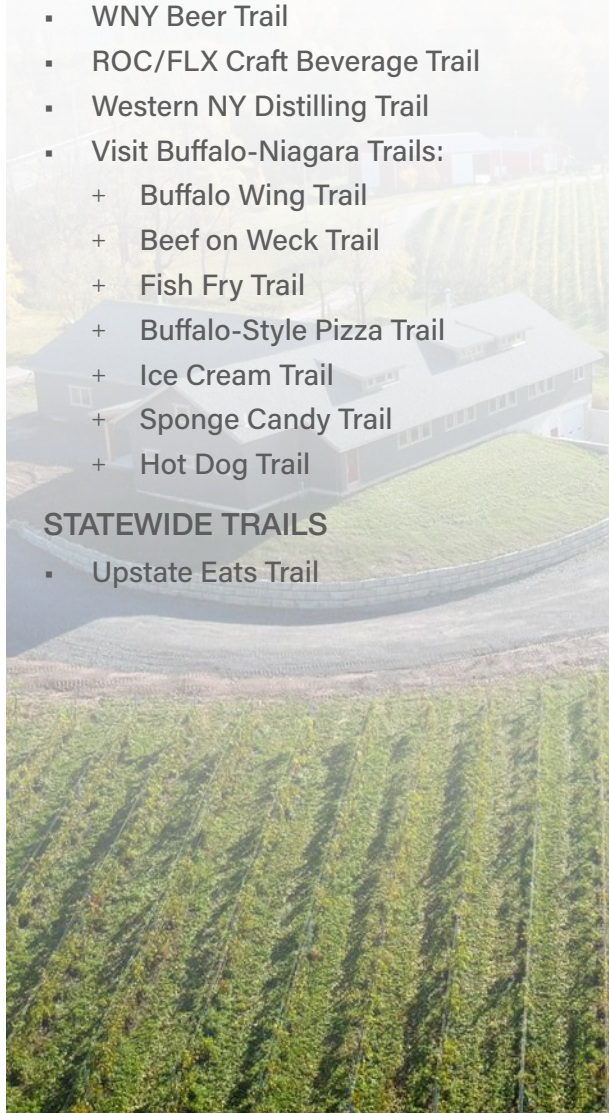 ▪ WNY Beer Trail
▪ ROC/FLX Craft Beverage Trail
▪ Western NY Distilling Trail
▪ Visit Buffalo-Niagara Trails:
+ Buffalo Wing Trail
+ Beef on Weck Trail
+ Fish Fry Trail
+ Buffalo-Style Pizza Trail
+ Ice Cream Trail
+ Sponge Candy Trail
+ Hot Dog Trail
STATEWIDE TRAILS
▪ Upstate Eats Trail